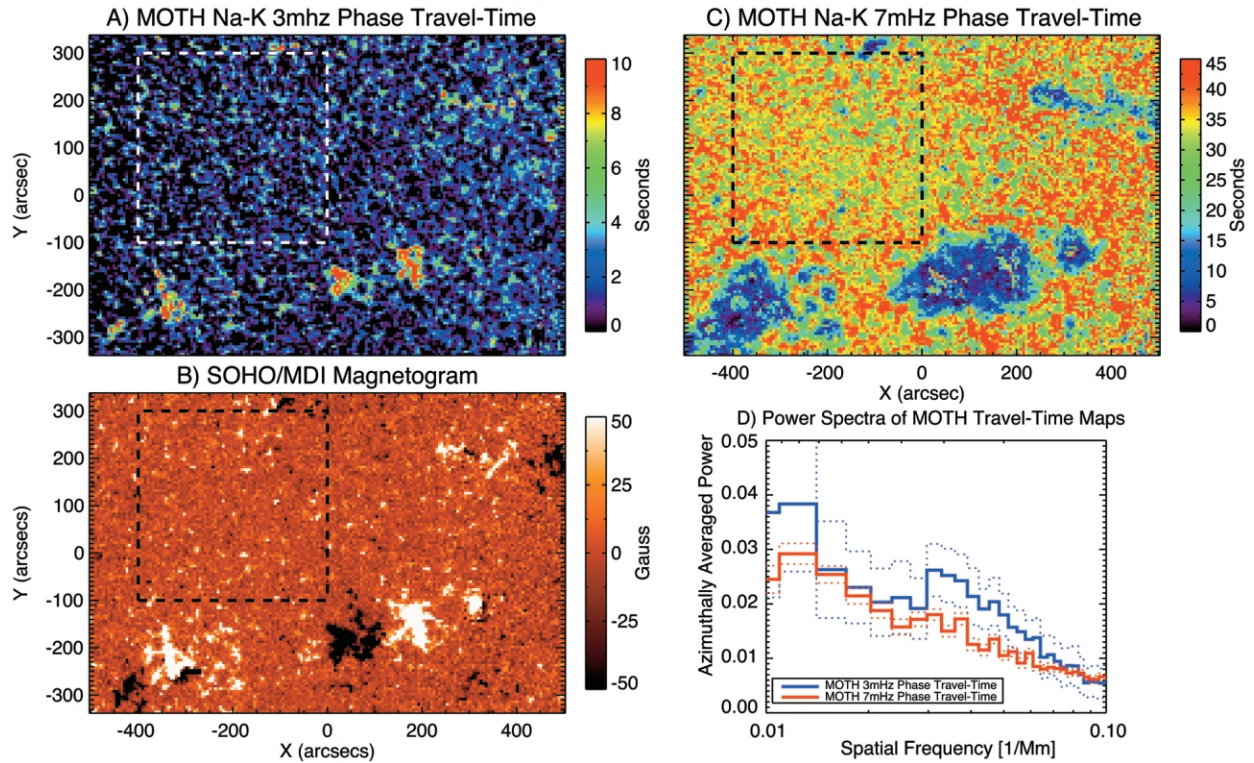 A) MOTH Na-K 3mhz Phase Travel-Time
300
200
100
0
-100
-200
-300
Y (arcsec)
10
8
6
4
2
0
Seconds
C) MOTH Na-K 7mHz Phase Travel-Time
45
40
35
30
25
20
15
10
5
0
Seconds
-400 -200 0 200 400
X (arcsec)
B) SOHO/MDI Magnetogram
300
200
100
0
-100
-200
-300
Y (arcsecs)
50
25
0
-25
-50
Gauss
-400 -200 0 200 400
X (arcsecs)
D) Power Spectra of MOTH Travel-Time Maps
0.05
0.04
0.03
0.02
0.01
0.00
Azimuthally Averaged Power
MOTH 3mHz Phase Travel-Time
MOTH 7mHz Phase Travel-Time
0.01 0.10
Spatial Frequency [1/Mm]